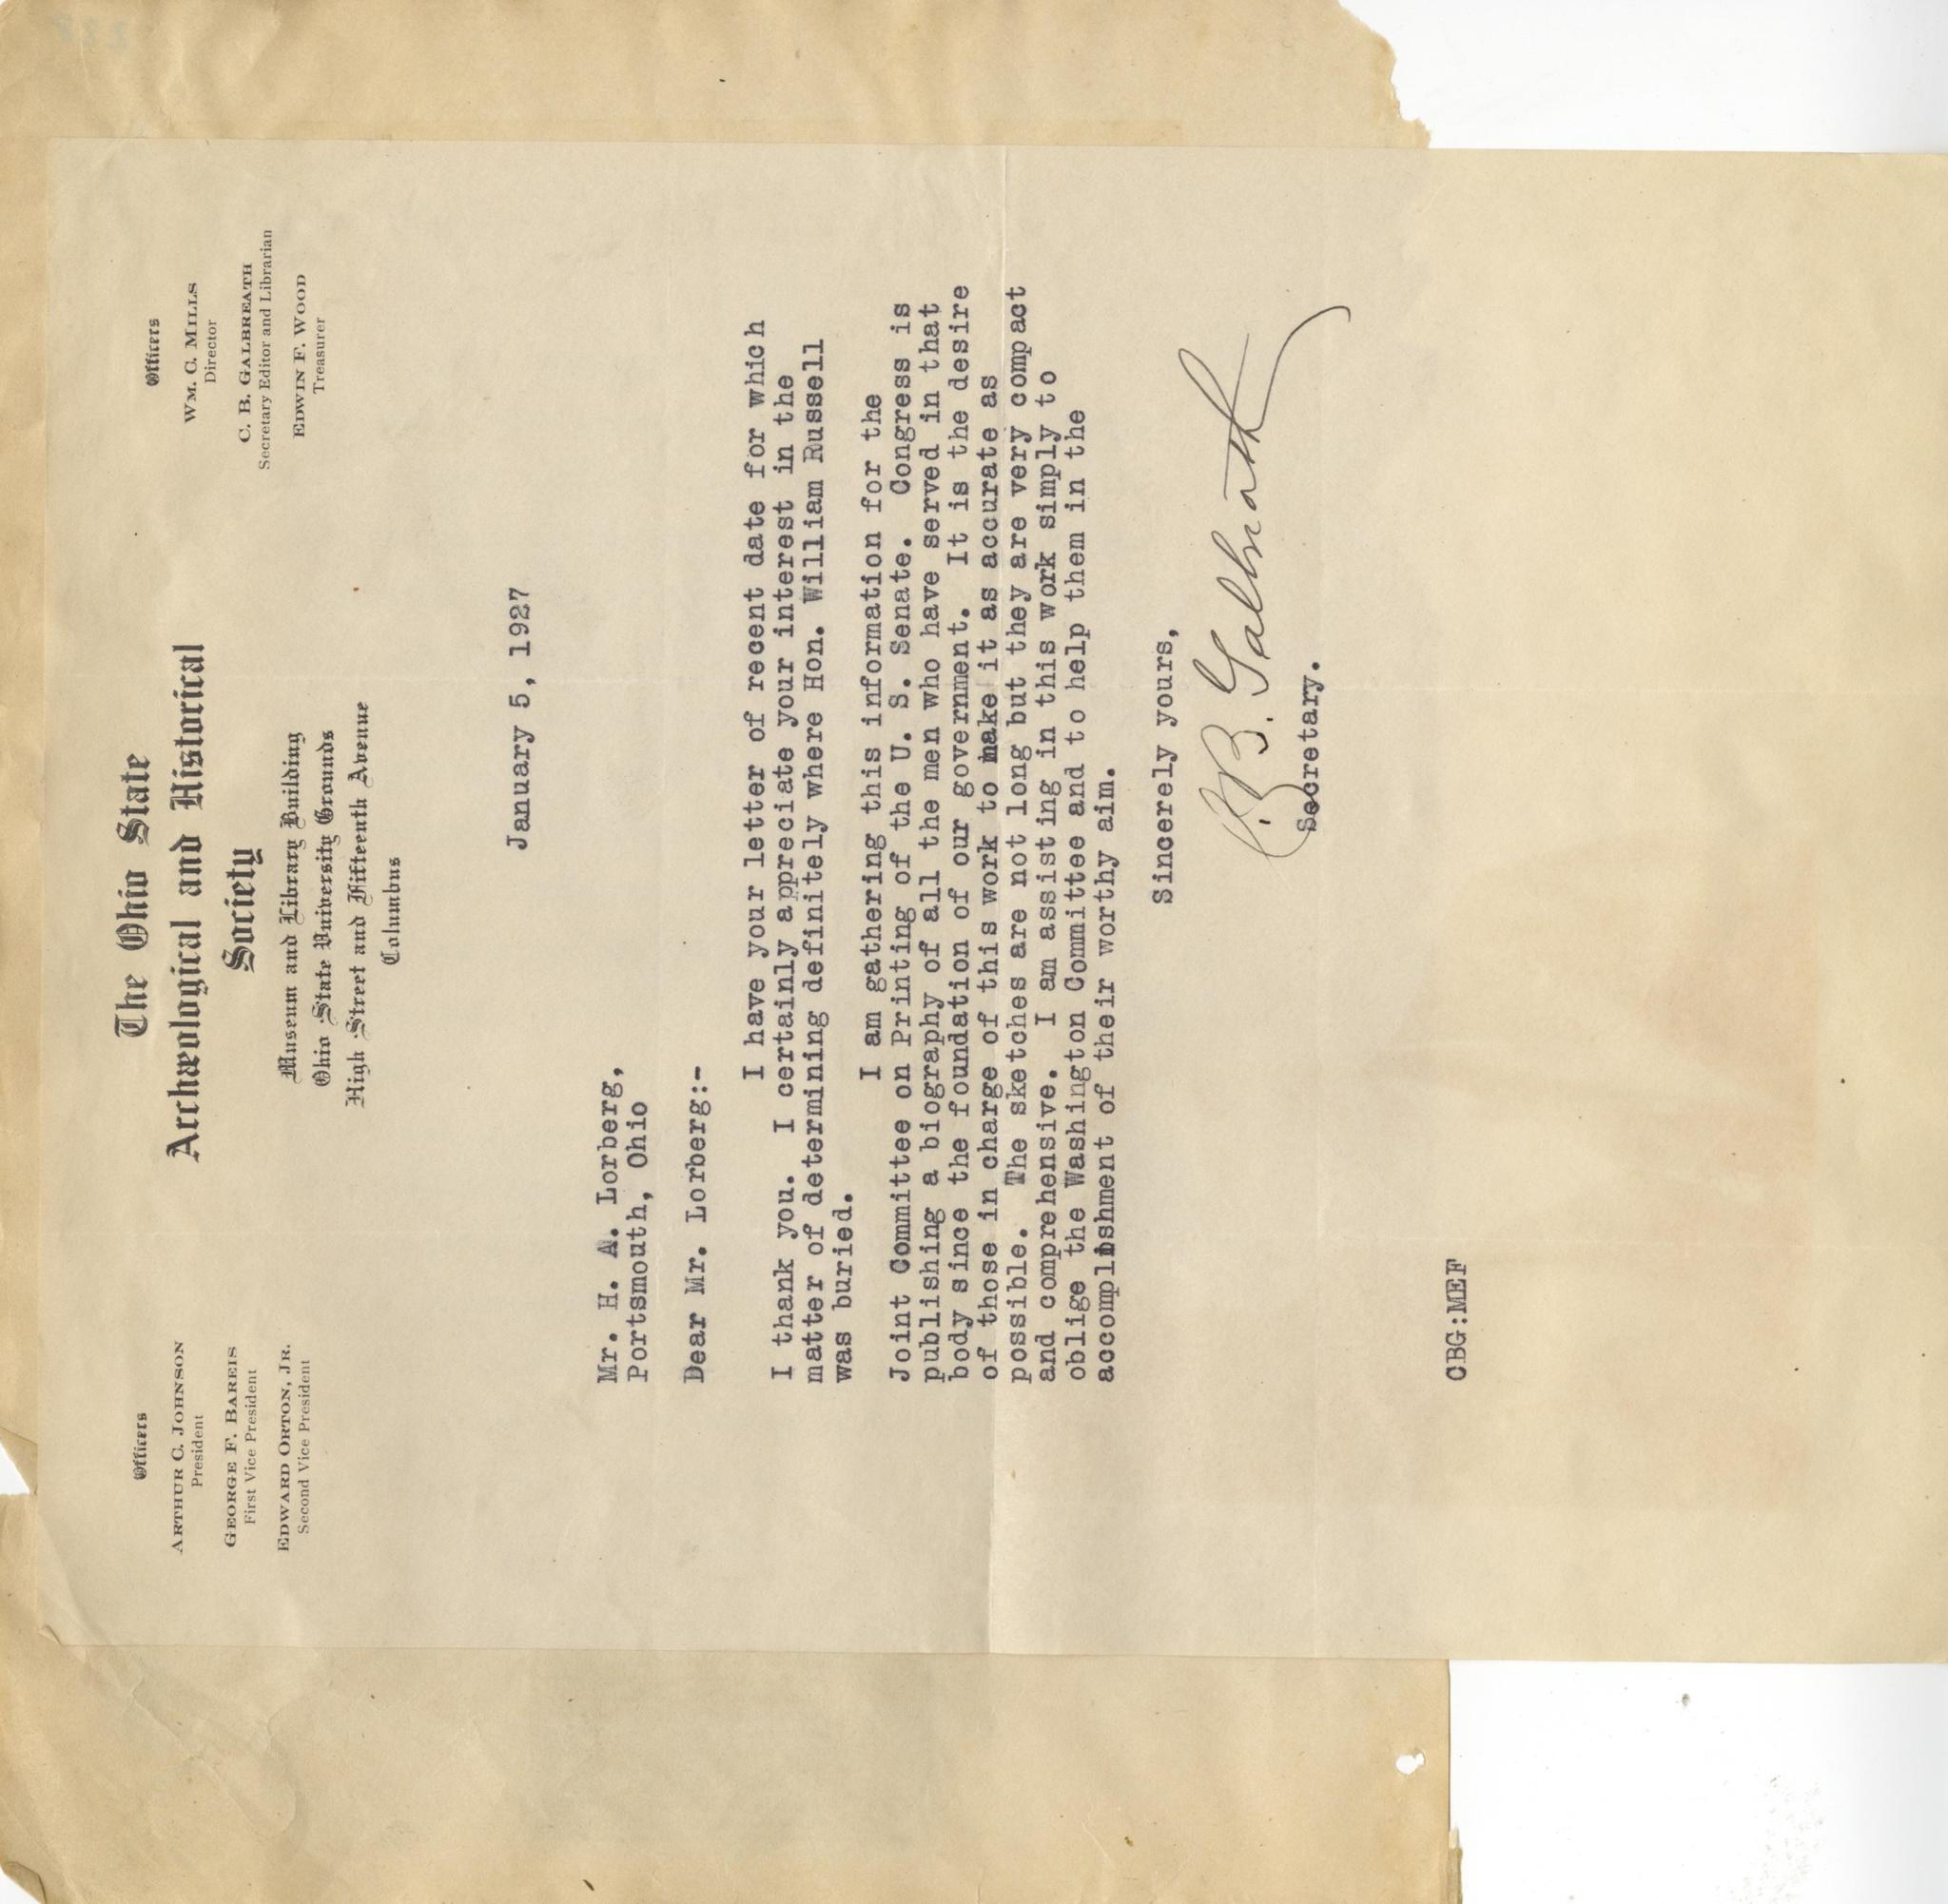 The Ohio State
Archæological and Historical
Society
Museum and Library Building
Ohio State University Grounds
High Street and Fifteenth Avenue
Columbus
Officers
ARTHUR C. JOHNSON
President
GEORGE F. BAREIS
First Vice President
EDWARD ORTON, JR.
Second Vice President
Officers
WM. C. MILLS
Director
C. B. GALBREATH
Secretary Editor and Librarian
EDWIN F. WOOD
Treasurer
January 5, 1927
Mr. H. A. Lorberg,
Portsmouth, Ohio
Dear Mr. Lorberg:-
I have your letter of recent date for which
I thank you. I certainly appreciate your interest in the
matter of determining definitely where Hon. William Russell
was buried.
I am gathering this information for the
Joint Committee on Printing of the U. S. Senate. Congress is
publishing a biography of all the men who have served in that
body since the foundation of our government. It is the desire
of those in charge of this work to make it as accurate as
possible. The sketches are not long but they are very compact
and comprehensive. I am assisting in this work simply to
oblige the Washington Committee and to help them in the
accomplishment of their worthy aim.
Sincerely yours,
C. B. Galbreath
Secretary.
CBG:MEF